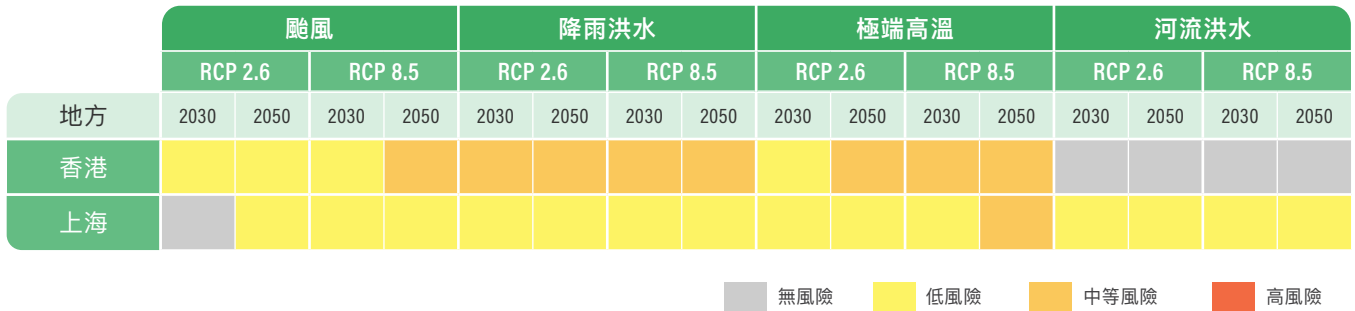 颱風 降雨洪水 極端高溫 河流洪水
RCP 2.6 RCP 8.5 RCP 2.6 RCP 8.5 RCP 2.6 RCP 8.5 RCP 2.6 RCP 8.5
地方 2030 2050 2030 2050 2030 2050 2030 2050 2030 2050 2030 2050 2030 2050 2030 2050
香港
上海
無風險 低風險 中等風險 高風險